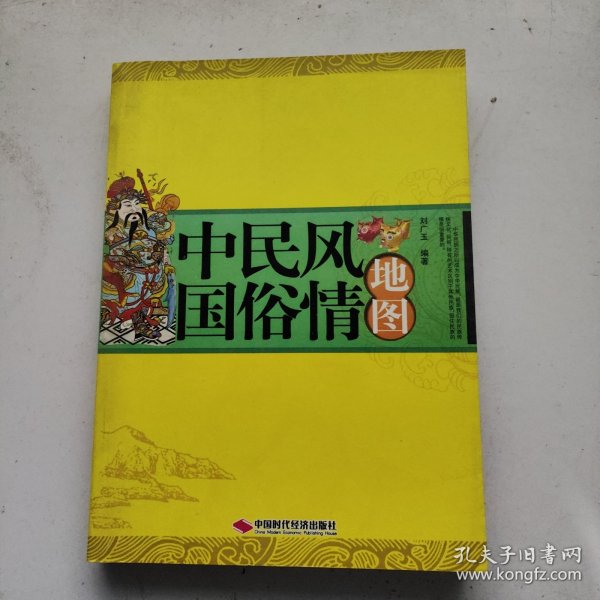 中国
民俗
风情
地图
刘广玉 编著
中国时代经济出版社
China Modern Economic Publishing House
孔夫子旧书网
www.kongfz.com